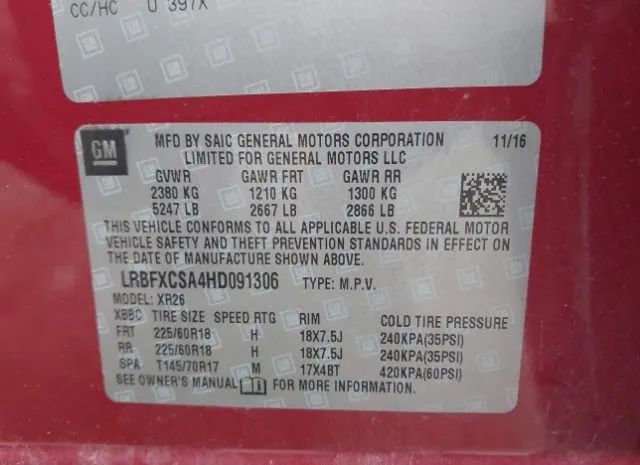 CC/HC U 397X
GM
MFD BY SAIC GENERAL MOTORS CORPORATION 11/16
LIMITED FOR GENERAL MOTORS LLC
GVWR GAWR FRT GAWR RR
2380 KG 1210 KG 1300 KG
5247 LB 2667 LB 2866 LB
THIS VEHICLE CONFORMS TO ALL APPLICABLE U.S. FEDERAL MOTOR
VEHICLE SAFETY AND THEFT PREVENTION STANDARDS IN EFFECT ON
THE DATE OF MANUFACTURE SHOWN ABOVE.
LRBFXCSA4HD091306 TYPE: M.P.V.
MODEL: XR26
XBBC TIRE SIZE SPEED RTG RIM COLD TIRE PRESSURE
FRT 225/60R18 H 18X7.5J 240KPA(35PSI)
RR 225/60R18 H 18X7.5J 240KPA(35PSI)
SPA T145/70R17 M 17X4BT 420KPA(60PSI)
SEE OWNER'S MANUAL FOR MORE INFORMATION.